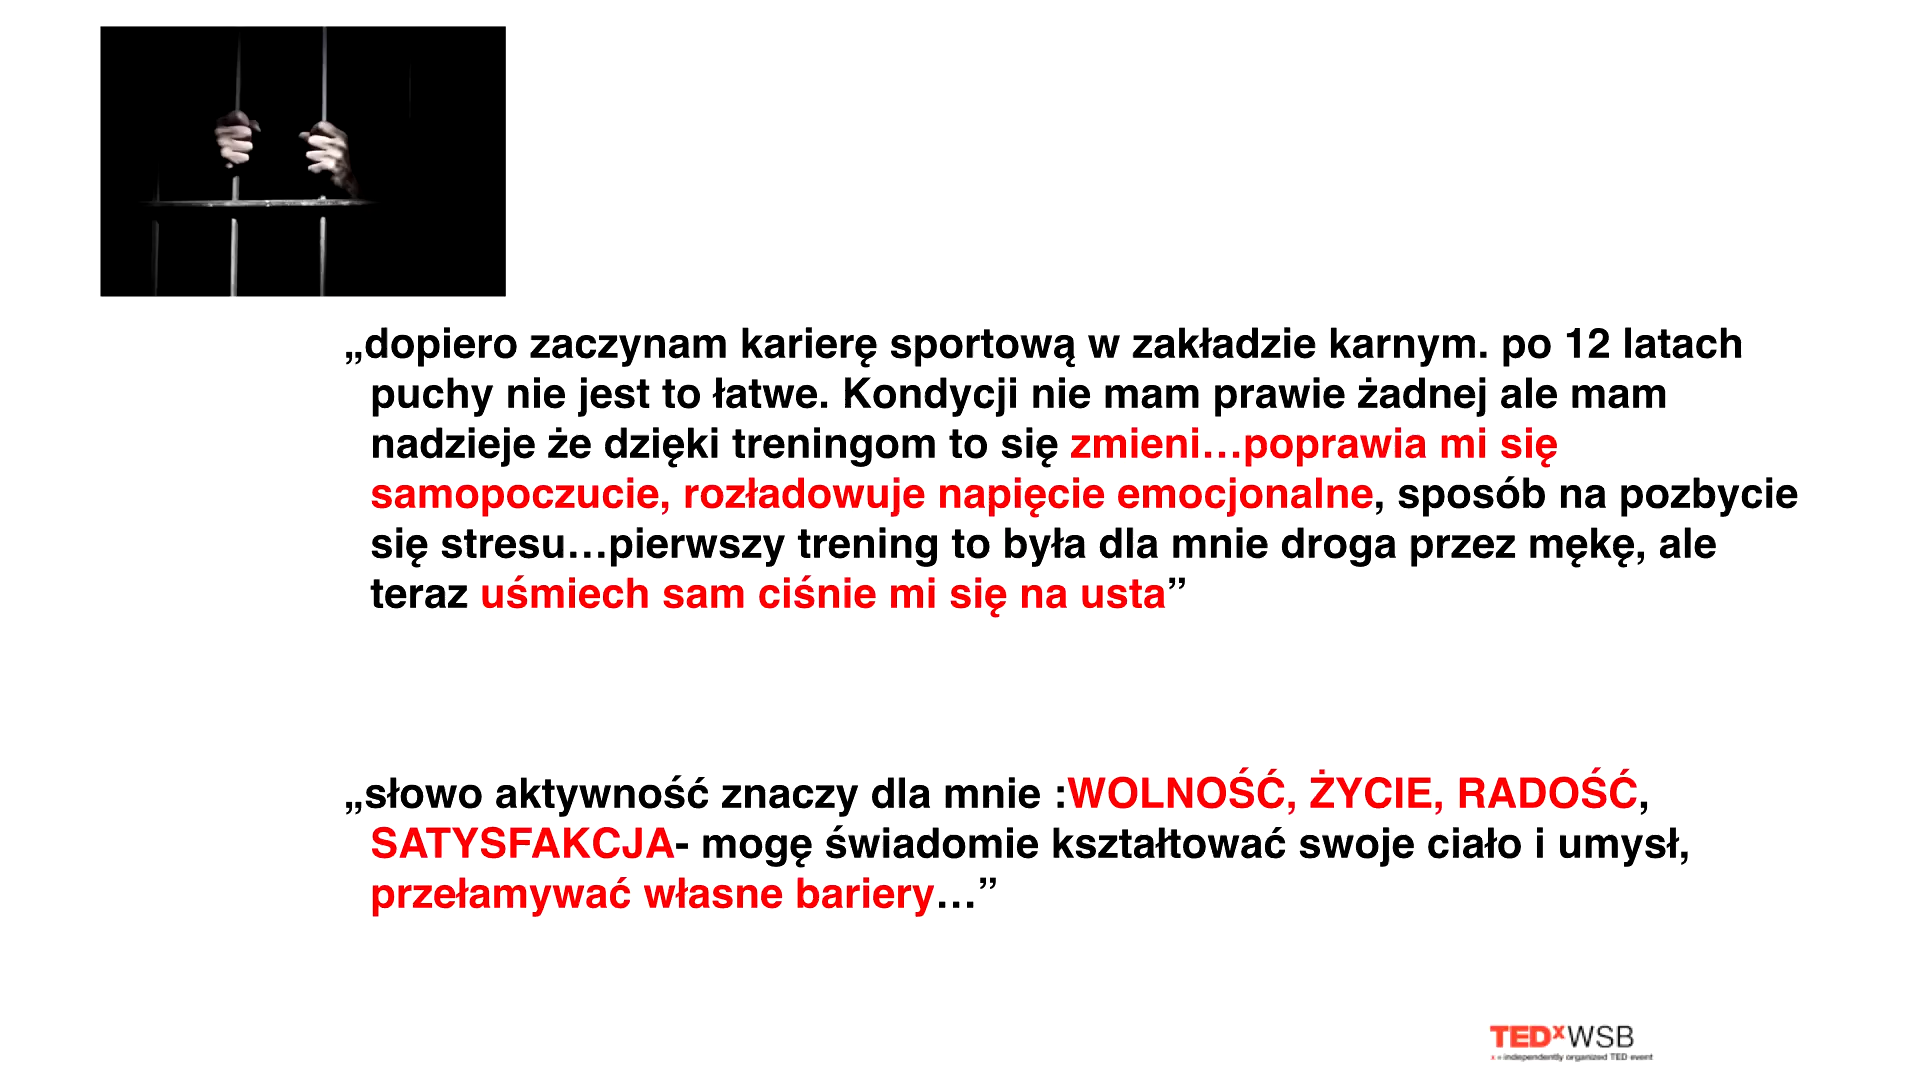 „dopiero zaczynam karierę sportową w zakładzie karnym. po 12 latach
puchy nie jest to łatwe. Kondycji nie mam prawie żadnej ale mam
nadzieje że dzięki treningom to się zmieni…poprawia mi się
samopoczucie, rozładowuje napięcie emocjonalne, sposób na pozbycie
się stresu…pierwszy trening to była dla mnie droga przez mękę, ale
teraz uśmiech sam ciśnie mi się na usta”
„słowo aktywność znaczy dla mnie :WOLNOŚĆ, ŻYCIE, RADOŚĆ,
SATYSFAKCJA- mogę świadomie kształtować swoje ciało i umysł,
przełamywać własne bariery…”
TEDxWSB
x = independently organized TED event